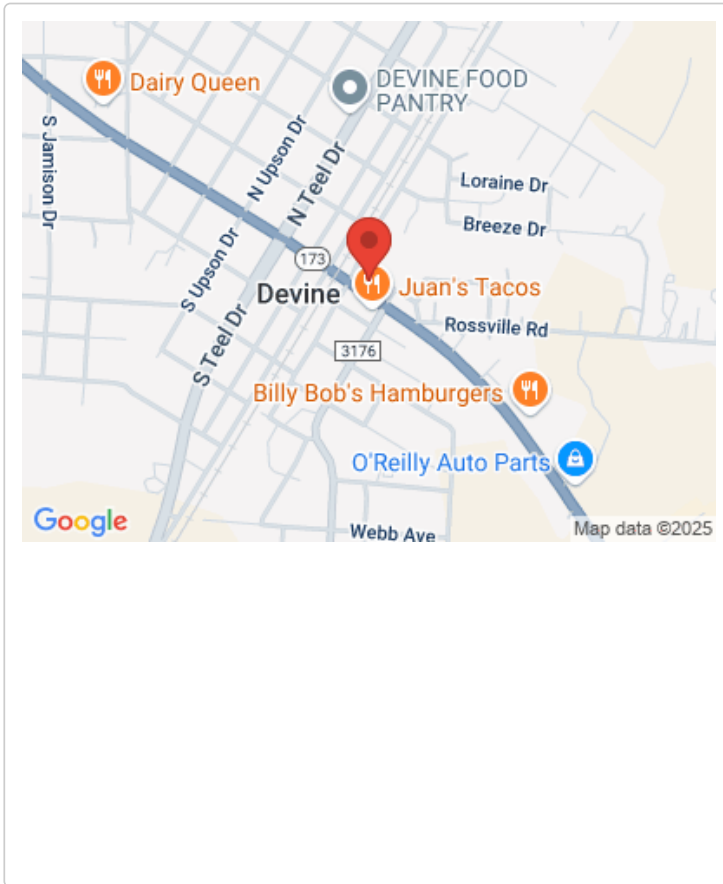 Dairy Queen
DEVINE FOOD
PANTRY
S Jamison Dr
N Upson Dr
N Teel Dr
Loraine Dr
Breeze Dr
S Upson Dr
173
Devine
Juan's Tacos
Rossville Rd
S Teel Dr
3176
Billy Bob's Hamburgers
O'Reilly Auto Parts
Google
Webb Ave
Map data ©2025